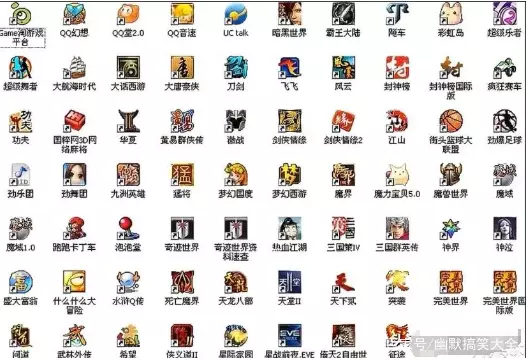 Game淘游戏平台
QQ幻想
QQ堂2.0
QQ音速
UC talk
暗黑世界
霸王大陆
飚车
彩虹岛
超级乐者
超级舞者
大航海时代
大话西游
大唐豪侠
刀剑
飞飞
风云
封神榜
封神榜国际版
疯狂赛车
功夫
国粹网3D网络麻将
华夏
黄易群侠传
激战
剑侠情缘
剑侠情缘2
江山
街头篮球大联盟
劲爆足球
劲乐团
劲舞团
九洲英雄
猛将
梦幻国度
梦幻西游
魔界
魔力宝贝5.0
魔兽世界
魔域
魔域1.0
跑跑卡丁车
泡泡堂
奇迹世界
奇迹世界资料速查
热血江湖
三国策IV
三国群英传
神界
神泣
盛大富翁
什么什么大冒险
水浒Q传
死亡魔界
天龙八部
天堂II
天下贰
突袭
完美世界
完美世界国际版
问道
武林外传
希望
侠义道II
星际家园
星战前夜.EVE
倚天2自由世
征途
幽默搞笑大全